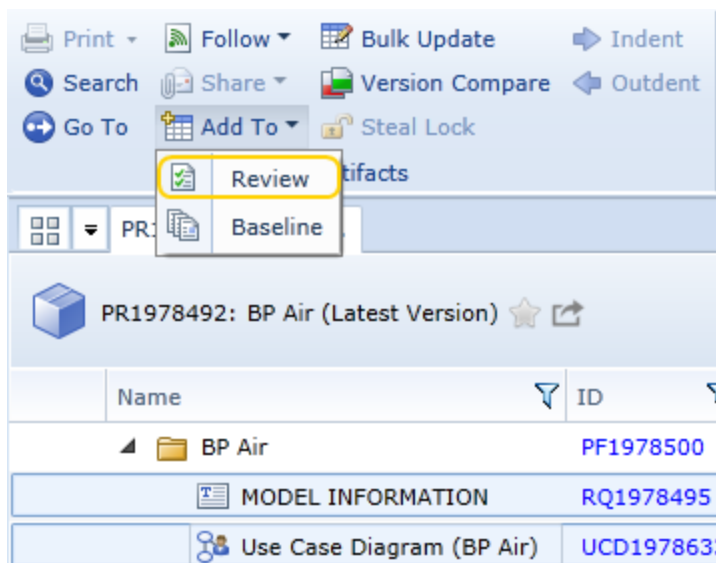 Print Follow Bulk Update Indent
Search Share Version Compare Outdent
Go To Add To Steal Lock
Review tifacts
Baseline
PR1978492: BP Air (Latest Version)
Name ID
BP Air PF1978500
MODEL INFORMATION RQ1978495
Use Case Diagram (BP Air)